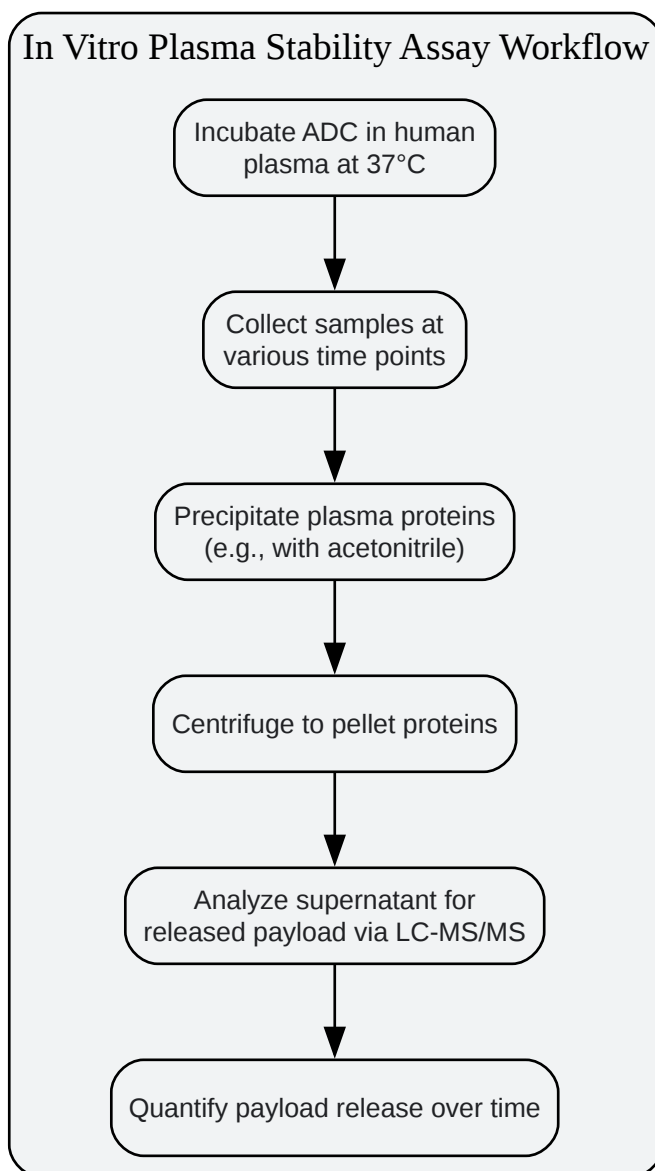 In Vitro Plasma Stability Assay Workflow
Incubate ADC in human
plasma at 37°C
Collect samples at
various time points
Precipitate plasma proteins
(e.g., with acetonitrile)
Centrifuge to pellet proteins
Analyze supernatant for
released payload via LC-MS/MS
Quantify payload release over time